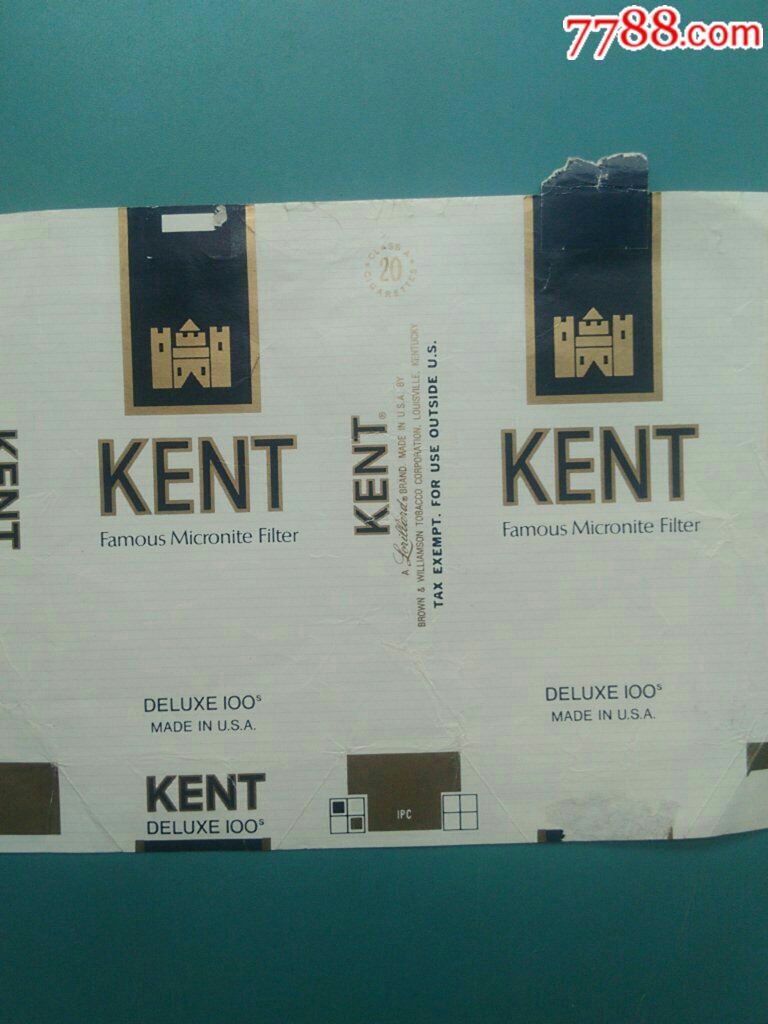 7788.com
KENT
KENT
Famous Micronite Filter
DELUXE 100s
MADE IN U.S.A.
KENT
DELUXE 100s
CLASS A
20
CIGARETTES
KENT®
A Lorillard® BRAND. MADE IN U.S.A. BY
BROWN & WILLIAMSON TOBACCO CORPORATION, LOUISVILLE, KENTUCKY
TAX EXEMPT. FOR USE OUTSIDE U.S.
IPC
KENT
Famous Micronite Filter
DELUXE 100s
MADE IN U.S.A.